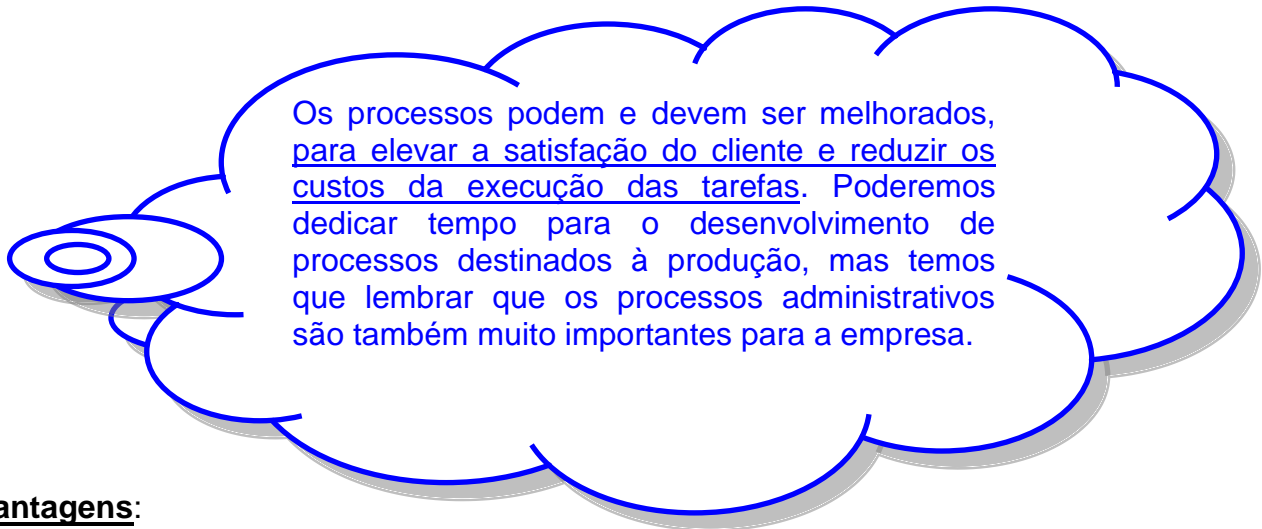 Os processos podem e devem ser melhorados,
para elevar a satisfação do cliente e reduzir os
custos da execução das tarefas. Poderemos
dedicar tempo para o desenvolvimento de
processos destinados à produção, mas temos
que lembrar que os processos administrativos
são também muito importantes para a empresa.
antagens: